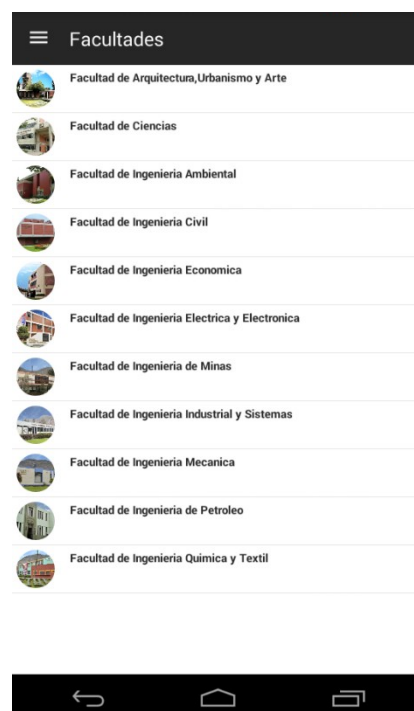 Facultades
Facultad de Arquitectura,Urbanismo y Arte
Facultad de Ciencias
Facultad de Ingenieria Ambiental
Facultad de Ingenieria Civil
Facultad de Ingenieria Economica
Facultad de Ingenieria Electrica y Electronica
Facultad de Ingenieria de Minas
Facultad de Ingenieria Industrial y Sistemas
Facultad de Ingenieria Mecanica
Facultad de Ingenieria de Petroleo
Facultad de Ingenieria Quimica y Textil